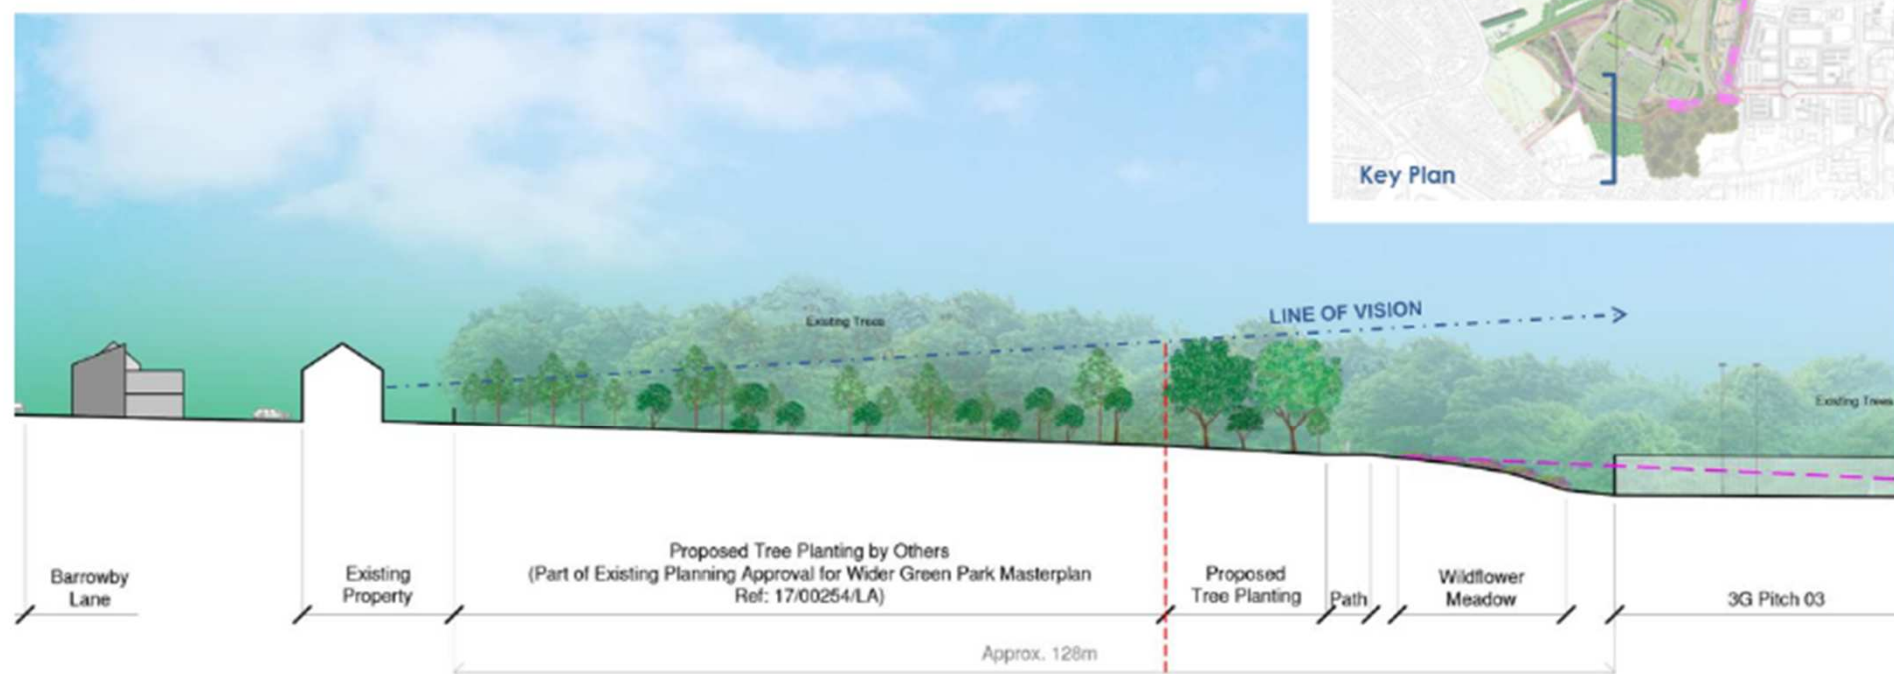 Key Plan
LINE OF VISION
Existing Trees
Existing Trees
Barrowby
Lane
Existing
Property
Proposed Tree Planting by Others
(Part of Existing Planning Approval for Wider Green Park Masterplan
Ref: 17/00254/LA)
Proposed
Tree Planting
Path
Wildflower
Meadow
3G Pitch 03
Approx. 128m